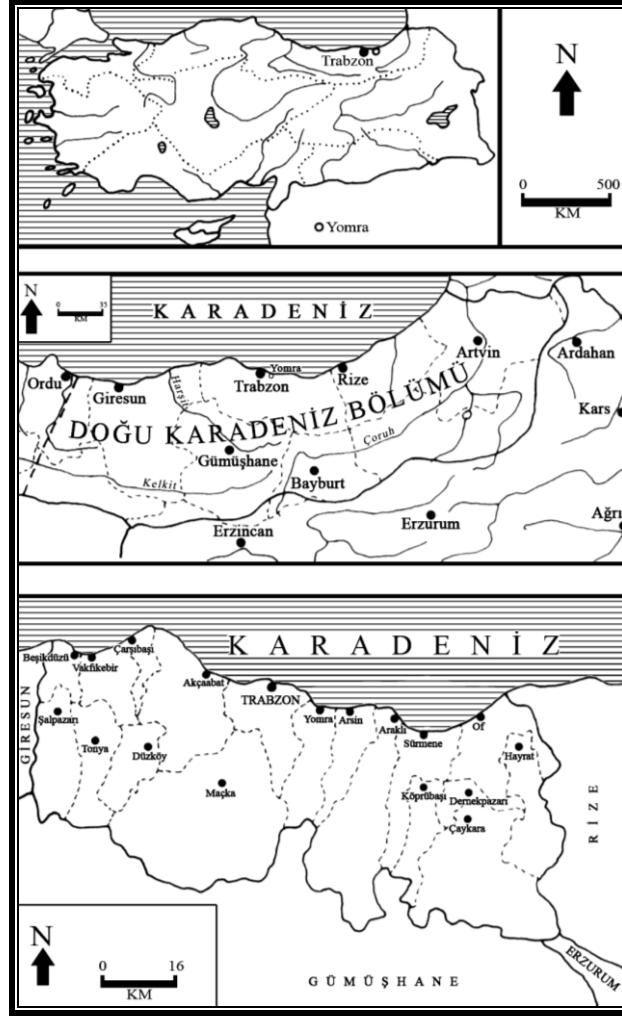 Trabzon
Yomra
N
0 500
KM
N
0 35
KM
KARADENİZ
Ordu
Giresun
Harşit
Trabzon
Yomra
Rize
Artvin
Ardahan
Kars
DOĞU KARADENİZ BÖLÜMÜ
Gümüşhane
Çoruh
Kelkit
Bayburt
Erzincan
Erzurum
Ağrı
KARADENİZ
Beşikdüzü
Vakfıkebir
Çarşıbaşı
Akçaabat
TRABZON
Yomra
Arsin
Araklı
Sürmene
Of
Hayrat
GİRESUN
Şalpazarı
Tonya
Düzköy
Maçka
Köprübaşı
Dernekpazarı
Çaykara
RİZE
N
0 16
KM
GÜMÜŞHANE
ERZURUM